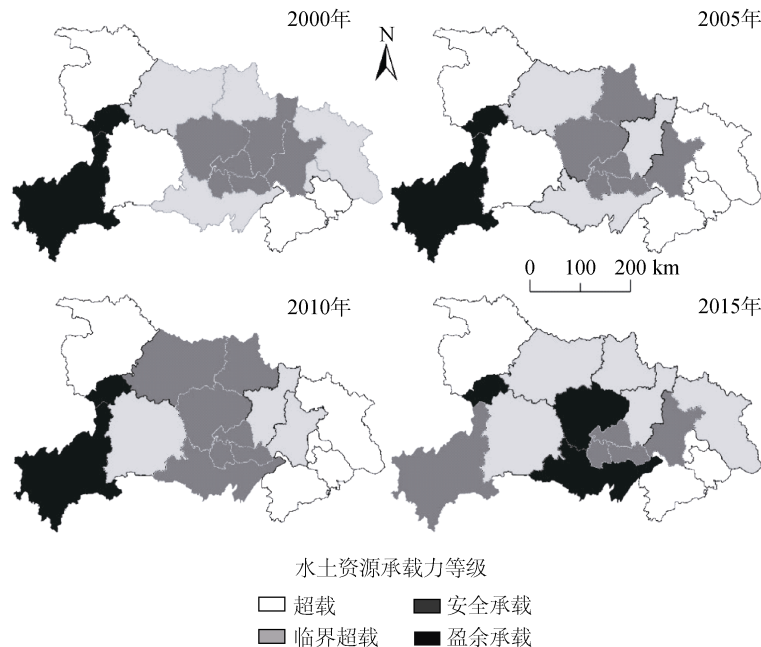 2000年
N
2005年
0 100 200 km
2010年
2015年
水土资源承载力等级
超载
安全承载
临界超载
盈余承载